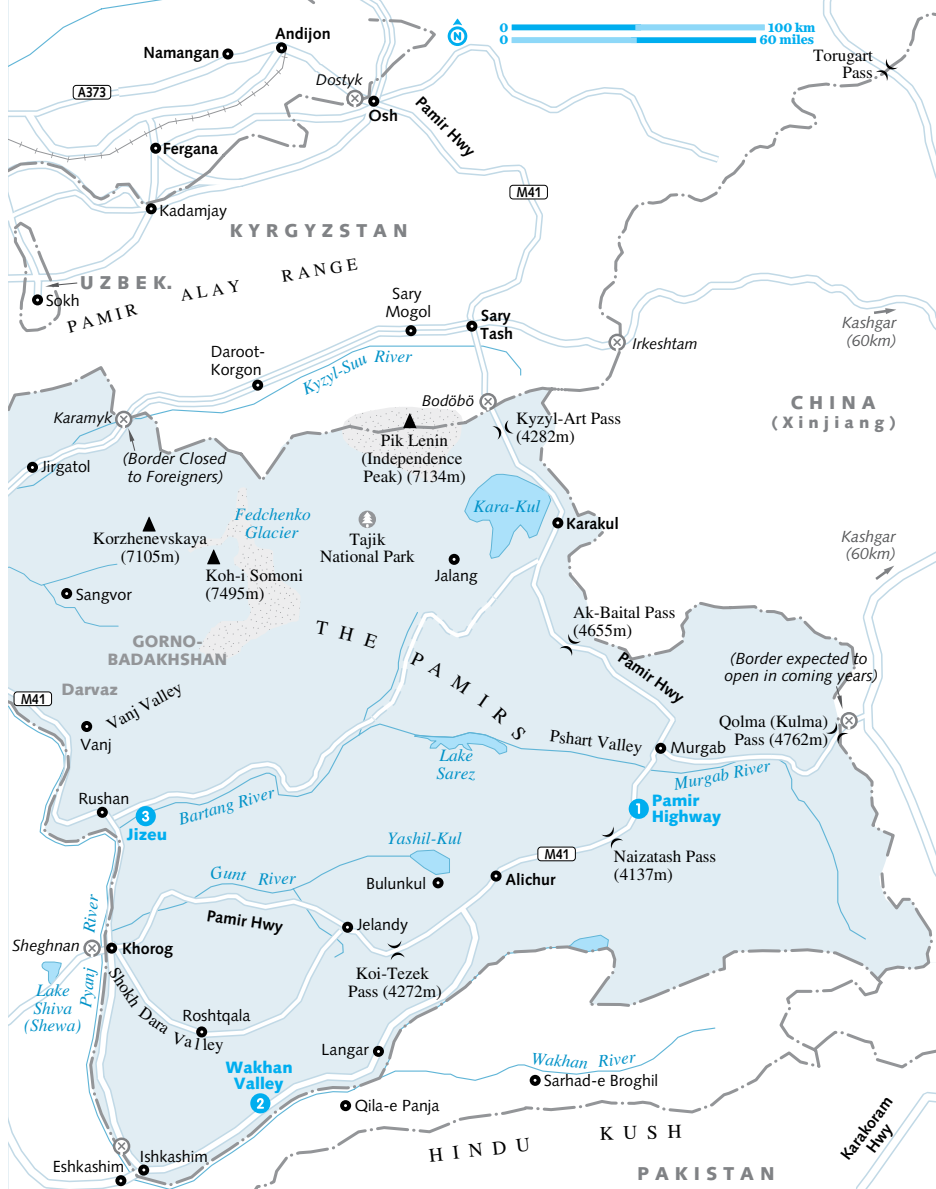 Andijon
Namangan
N
0 100 km
0 60 miles
Torugart
Pass
Dostyk
A373
Osh
Pamir Hwy
Fergana
M41
Kadamjay
KYRGYZSTAN
UZBEK.
PAMIR ALAY RANGE
Sokh
Sary
Mogol
Sary
Tash
Kashgar
(60km)
Irkeshtam
Daroot-
Korgon
Kyzyl-Suu River
Bodöbö
CHINA
(Xinjiang)
Karamyk
Kyzyl-Art Pass
(4282m)
Pik Lenin
(Independence
Peak) (7134m)
(Border Closed
to Foreigners)
Jirgatol
Kara-Kul
Fedchenko
Glacier
Karakul
Korzhenevskaya
(7105m)
Tajik
National Park
Kashgar
(60km)
Koh-i Somoni
(7495m)
Jalang
Sangvor
Ak-Baital Pass
(4655m)
THE PAMIRS
GORNO-
BADAKHSHAN
Pamir Hwy
(Border expected to
open in coming years)
Darvaz
M41
Vanj Valley
Vanj
Qolma (Kulma)
Pass (4762m)
Pshart Valley
Murgab
Lake
Sarez
Murgab River
Rushan
Bartang River
3
Jizeu
1 Pamir
Highway
Yashil-Kul
M41
Naizatash Pass
(4137m)
Gunt River
Bulunkul
Alichur
Pamir Hwy
Jelandy
Pyanj River
Sheghnan
Khorog
Koi-Tezek
Pass (4272m)
Lake
Shiva
(Shewa)
Shokh Dara Valley
Roshtqala
Langar
Wakhan
Valley
2
Wakhan River
Sarhad-e Broghil
Qila-e Panja
Karakoram
Hwy
HINDU KUSH
Ishkashim
Eshkashim
PAKISTAN